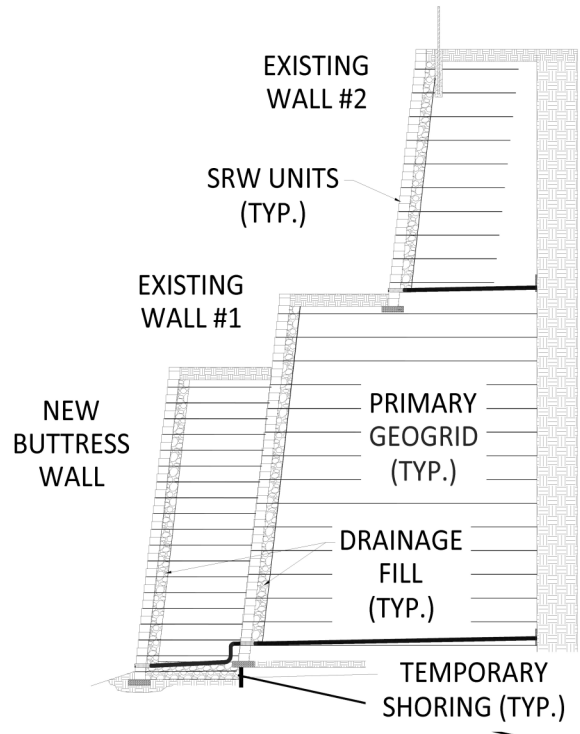 EXISTING
WALL #2
SRW UNITS
(TYP.)
EXISTING
WALL #1
NEW
BUTTRESS
WALL
PRIMARY
GEOGRID
(TYP.)
DRAINAGE
FILL
(TYP.)
TEMPORARY
SHORING (TYP.)